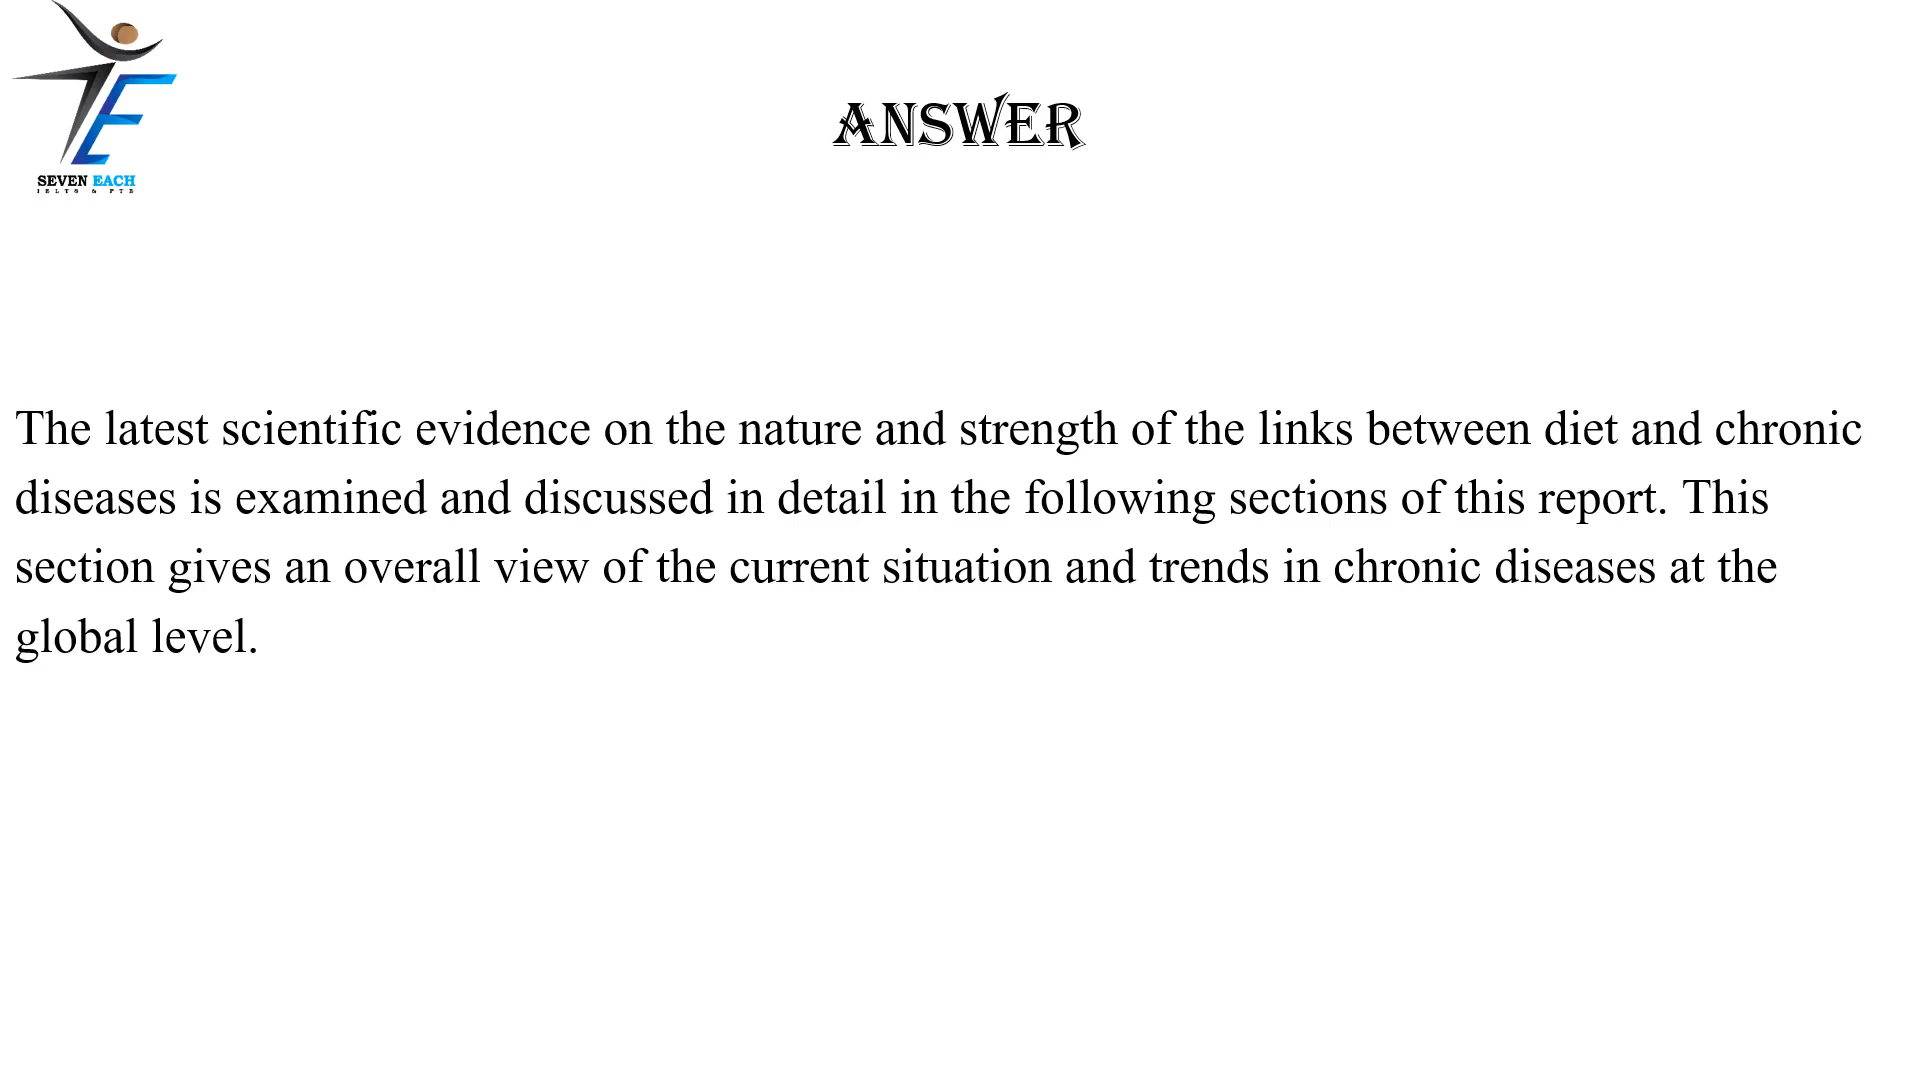 SEVEN EACH
IELTS & PTE
ANSWER
The latest scientific evidence on the nature and strength of the links between diet and chronic
diseases is examined and discussed in detail in the following sections of this report. This
section gives an overall view of the current situation and trends in chronic diseases at the
global level.